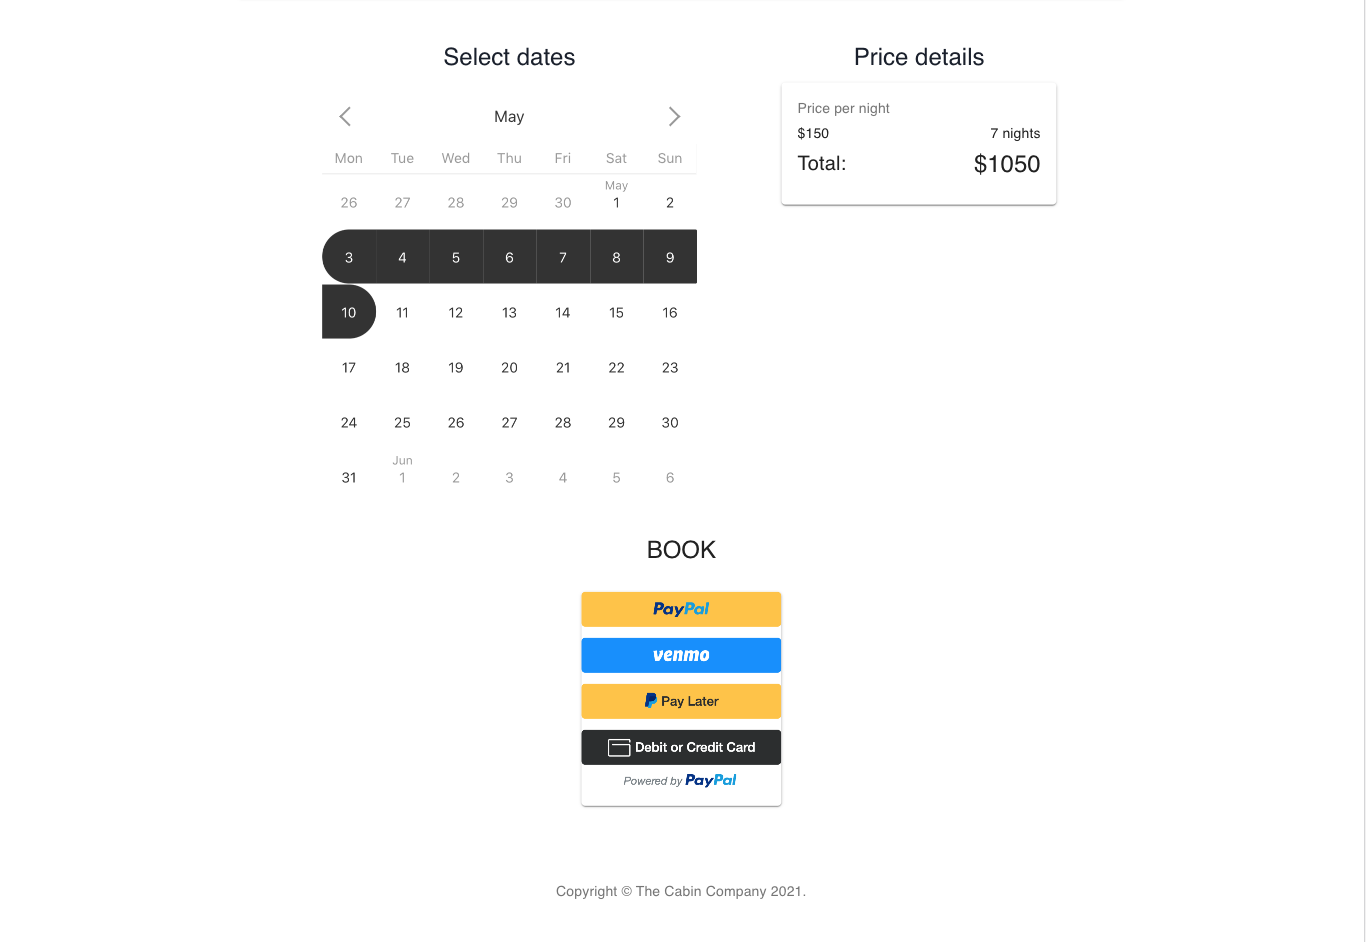 Select dates
May
Mon Tue Wed Thu Fri Sat Sun
May
26 27 28 29 30 1 2
3 4 5 6 7 8 9
10 11 12 13 14 15 16
17 18 19 20 21 22 23
24 25 26 27 28 29 30
Jun
31 1 2 3 4 5 6
Price details
Price per night
$150 7 nights
Total: $1050
BOOK
PayPal
venmo
Pay Later
Debit or Credit Card
Powered by PayPal
Copyright © The Cabin Company 2021.